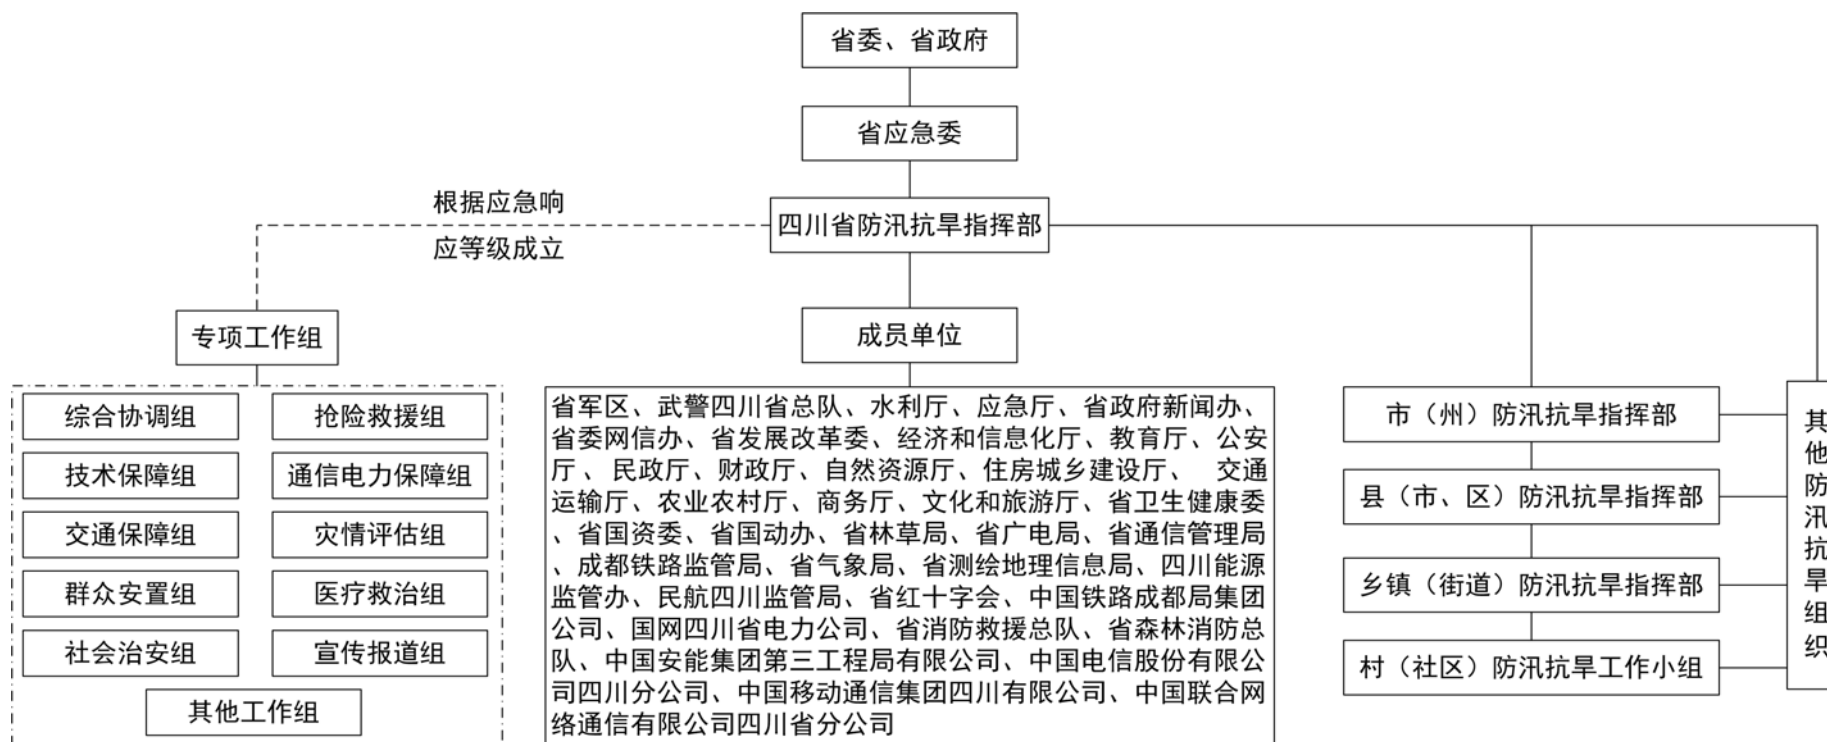 省委、省政府
省应急委
根据应急响
应等级成立
四川省防汛抗旱指挥部
专项工作组
成员单位
综合协调组
抢险救援组
技术保障组
通信电力保障组
交通保障组
灾情评估组
群众安置组
医疗救治组
社会治安组
宣传报道组
其他工作组
省军区、武警四川省总队、水利厅、应急厅、省政府新闻办、
省委网信办、省发展改革委、经济和信息化厅、教育厅、公安
厅 、民政厅、财政厅、自然资源厅、住房城乡建设厅、 交通
运输厅、农业农村厅、商务厅、文化和旅游厅、省卫生健康委
、省国资委、省国动办、省林草局、省广电局、省通信管理局
、成都铁路监管局、省气象局、省测绘地理信息局、四川能源
监管办、民航四川监管局、省红十字会、中国铁路成都局集团
公司、国网四川省电力公司、省消防救援总队、省森林消防总
队、中国安能集团第三工程局有限公司、中国电信股份有限公
司四川分公司、中国移动通信集团四川有限公司、中国联合网
络通信有限公司四川省分公司
市（州）防汛抗旱指挥部
县（市、区）防汛抗旱指挥部
乡镇（街道）防汛抗旱指挥部
村（社区）防汛抗旱工作小组
其他防汛抗旱组织